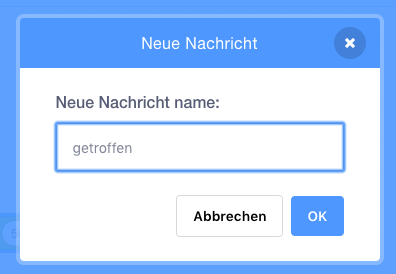 Neue Nachricht
Neue Nachricht name:
getroffen
Abbrechen
OK